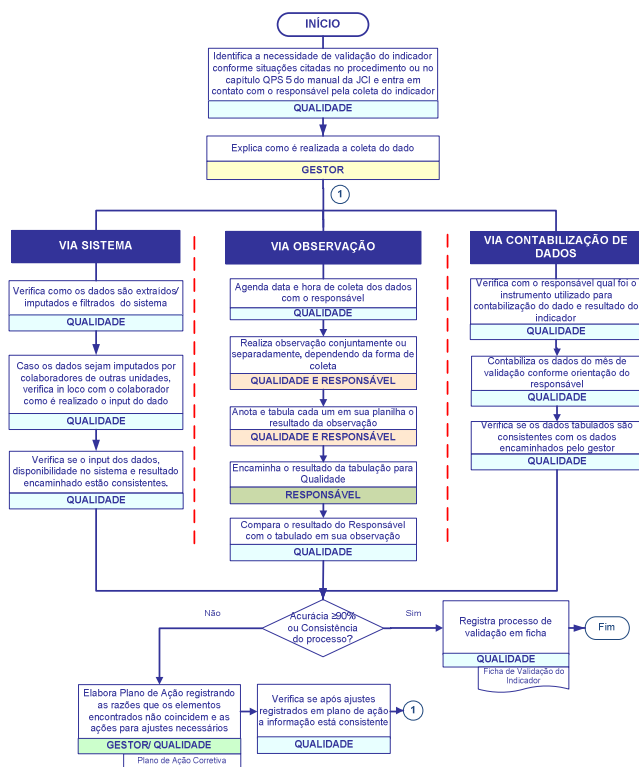 INÍCIO
Identifica a necessidade de validação do indicador
conforme situações citadas no procedimento ou no
capítulo QPS 5 do manual da JCI e entra em
contato com o responsável pela coleta do indicador
QUALIDADE
Explica como é realizada a coleta do dado
GESTOR
1
VIA SISTEMA
Verifica como os dados são extraídos/
imputados e filtrados do sistema
QUALIDADE
Caso os dados sejam imputados por
colaboradores de outras unidades,
verifica in loco com o colaborador
como é realizado o input do dado
QUALIDADE
Verifica se o input dos dados,
disponibilidade no sistema e resultado
encaminhado estão consistentes.
QUALIDADE
VIA OBSERVAÇÃO
Agenda data e hora de coleta dos dados
com o responsável
QUALIDADE
Realiza observação conjuntamente ou
separadamente, dependendo da forma de
coleta
QUALIDADE E RESPONSÁVEL
Anota e tabula cada um em sua planilha o
resultado da observação
QUALIDADE E RESPONSÁVEL
Encaminha o resultado da tabulação para
Qualidade
RESPONSÁVEL
Compara o resultado do Responsável
com o tabulado em sua observação
QUALIDADE
VIA CONTABILIZAÇÃO DE
DADOS
Verifica com o responsável qual foi o
instrumento utilizado para
contabilização do dado e resultado do
indicador
QUALIDADE
Contabiliza os dados do mês de
validação conforme orientação do
responsável
QUALIDADE
Verifica se os dados tabulados são
consistentes com os dados
encaminhados pelo gestor
QUALIDADE
Acurácia ≥90%
ou Consistência
do processo?
Não
Sim
Registra processo de
validação em ficha
QUALIDADE
Ficha de Validação do
Indicador
Fim
Elabora Plano de Ação registrando
as razões que os elementos
encontrados não coincidem e as
ações para ajustes necessários
GESTOR/ QUALIDADE
Plano de Ação Corretiva
Verifica se após ajustes
registrados em plano de ação
a informação está consistente
QUALIDADE
1